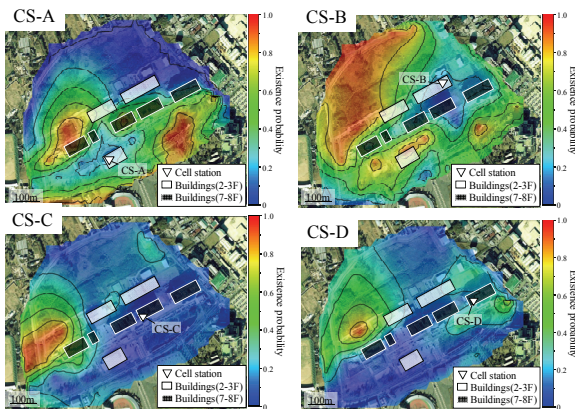 CS-A
1.0
0.8
0.6
0.4
0.2
0
Existence probability
CS-A
Cell station
Buildings(2-3F)
Buildings(7-8F)
100m
CS-B
1.0
0.8
0.6
0.4
0.2
0
Existence probability
CS-B
Cell station
Buildings(2-3F)
Buildings(7-8F)
100m
CS-C
1.0
0.8
0.6
0.4
0.2
0
Existence probability
CS-C
Cell station
Buildings(2-3F)
Buildings(7-8F)
100m
CS-D
1.0
0.8
0.6
0.4
0.2
0
Existence probability
CS-D
Cell station
Buildings(2-3F)
Buildings(7-8F)
100m